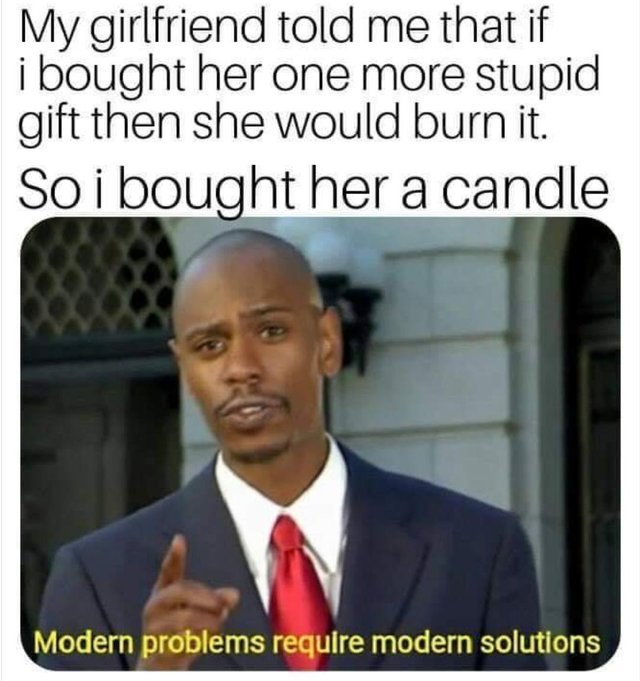 My girlfriend told me that if
i bought her one more stupid
gift then she would burn it.
So i bought her a candle
Modern problems require modern solutions